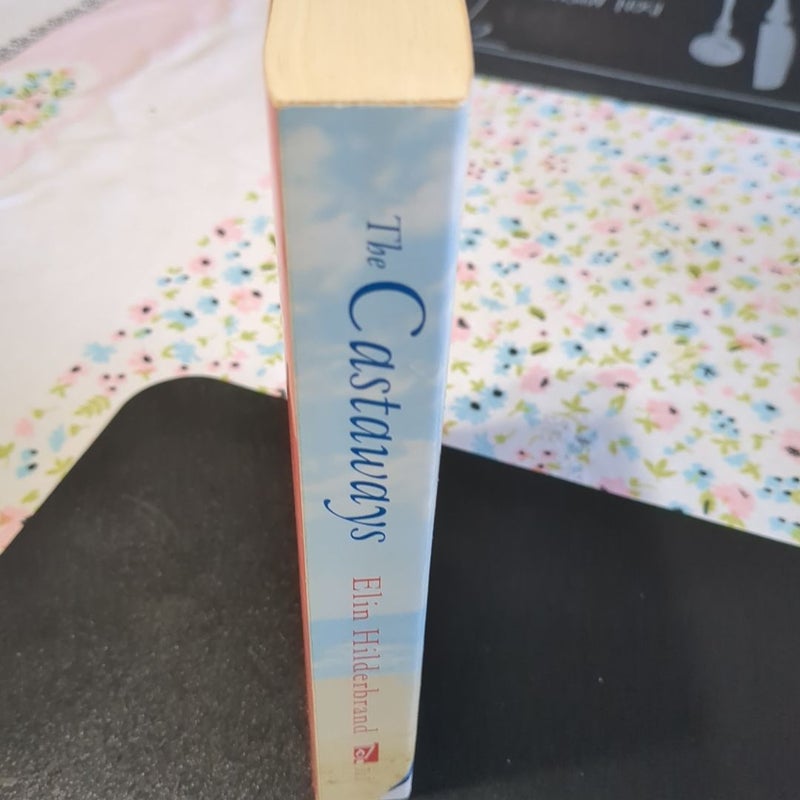 The Castaways
Elin Hilderbrand